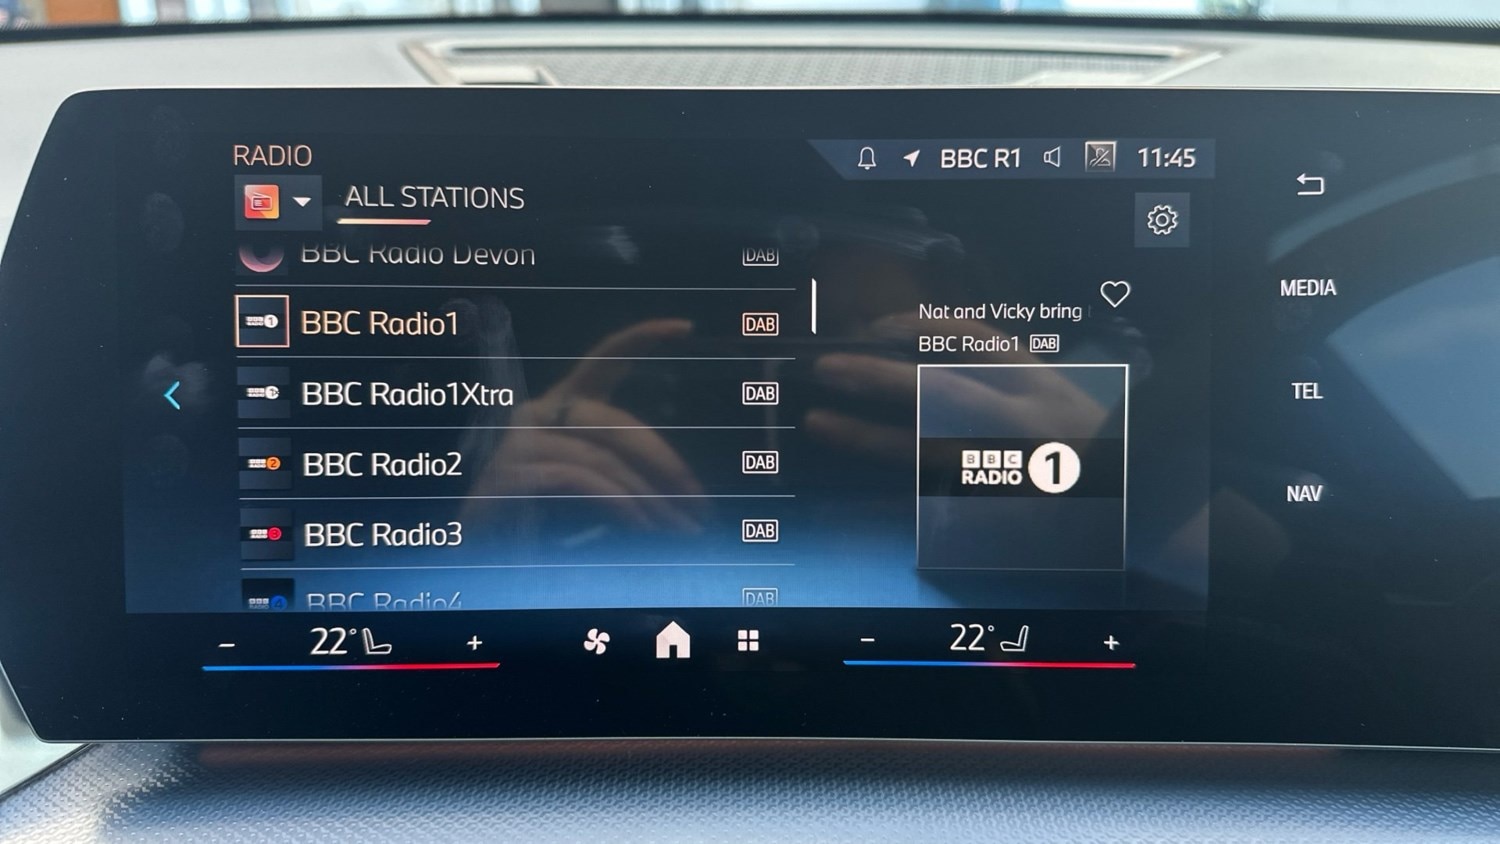 RADIO
BBC R1 11:45
ALL STATIONS
BBC Radio Devon DAB
BBC Radio1 DAB
BBC Radio1Xtra DAB
BBC Radio2 DAB
BBC Radio3 DAB
BBC Radio4 DAB
Nat and Vicky bring
BBC Radio1 DAB
BBC
RADIO 1
MEDIA
TEL
NAV
− 22° +
− 22° +